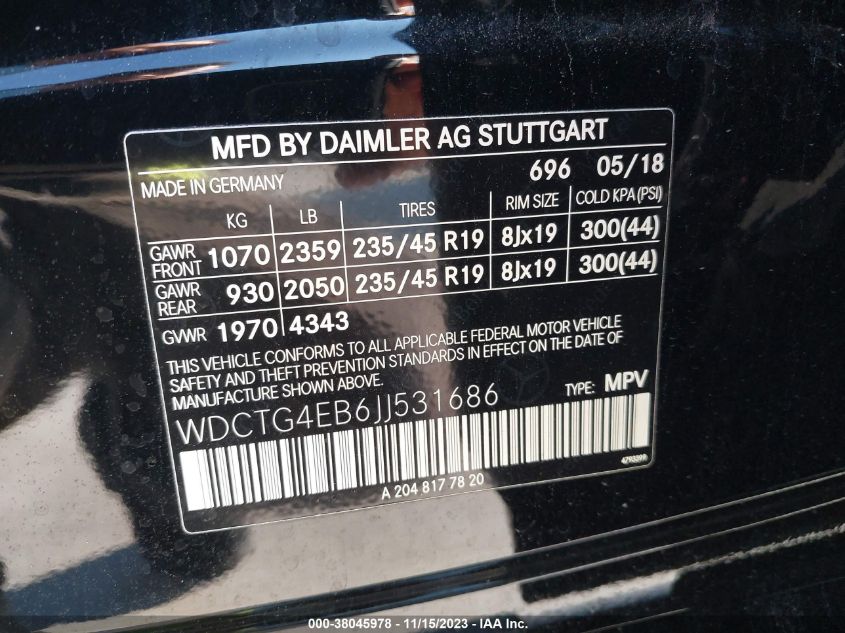 MFD BY DAIMLER AG STUTTGART
MADE IN GERMANY 696 05/18
KG LB TIRES RIM SIZE COLD KPA (PSI)
GAWR FRONT 1070 2359 235/45 R19 8Jx19 300(44)
GAWR REAR 930 2050 235/45 R19 8Jx19 300(44)
GVWR 1970 4343
THIS VEHICLE CONFORMS TO ALL APPLICABLE FEDERAL MOTOR VEHICLE
SAFETY AND THEFT PREVENTION STANDARDS IN EFFECT ON THE DATE OF
MANUFACTURE SHOWN ABOVE.
TYPE: MPV
WDCTG4EB6JJ531686
A 204 817 78 20
000-38045978 - 11/15/2023 - IAA Inc.